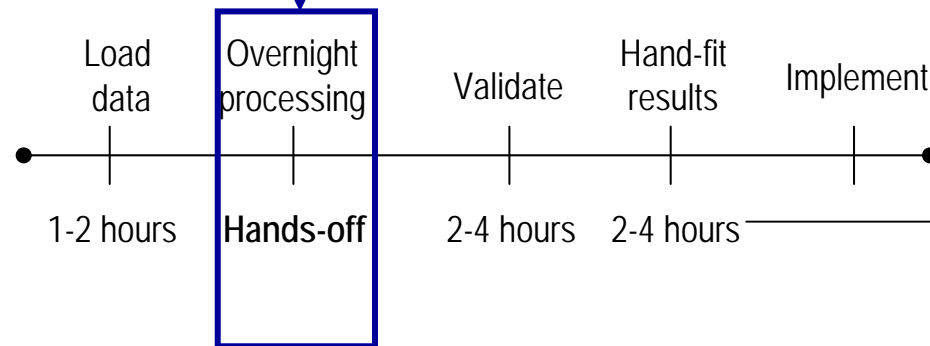 Load
data
Overnight
processing
Validate
Hand-fit
results
Implement
1-2 hours
Hands-off
2-4 hours
2-4 hours